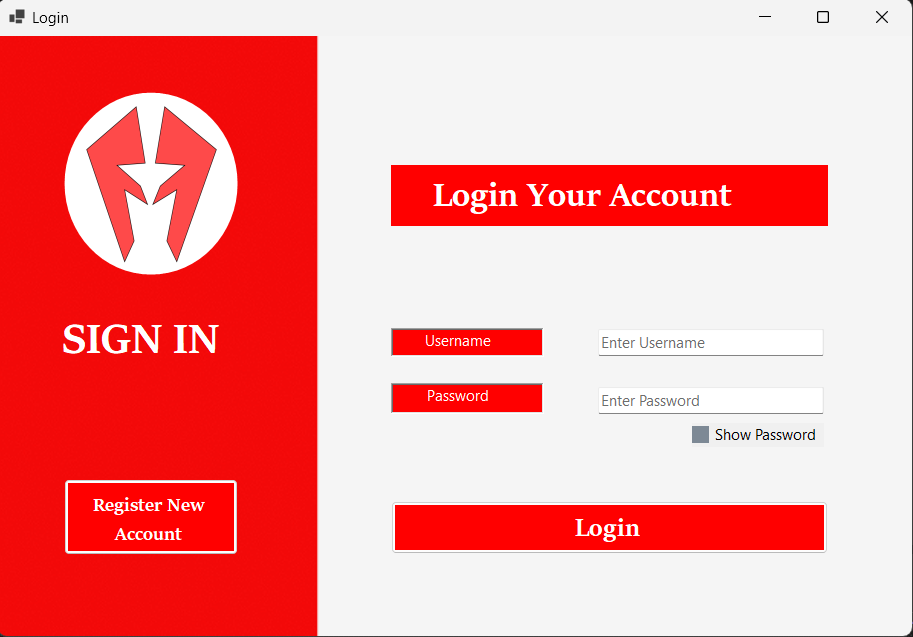 Login
SIGN IN
Register New
Account
Login Your Account
Username
Enter Username
Password
Enter Password
Show Password
Login